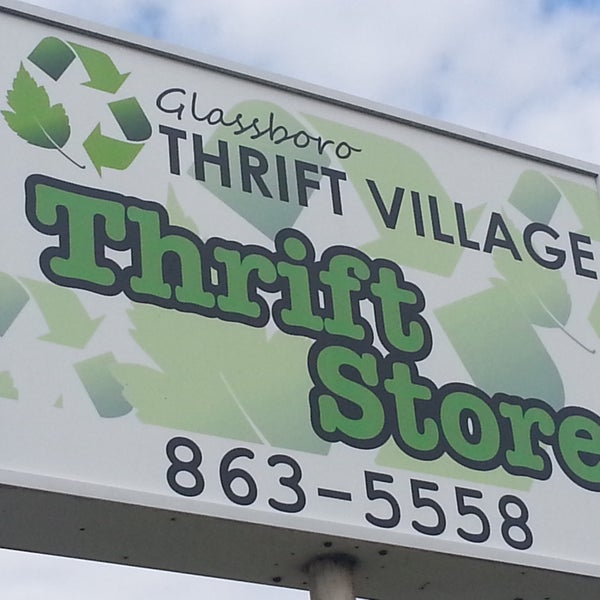 Glassboro
THRIFT VILLAGE
Thrift
Store
863-5558